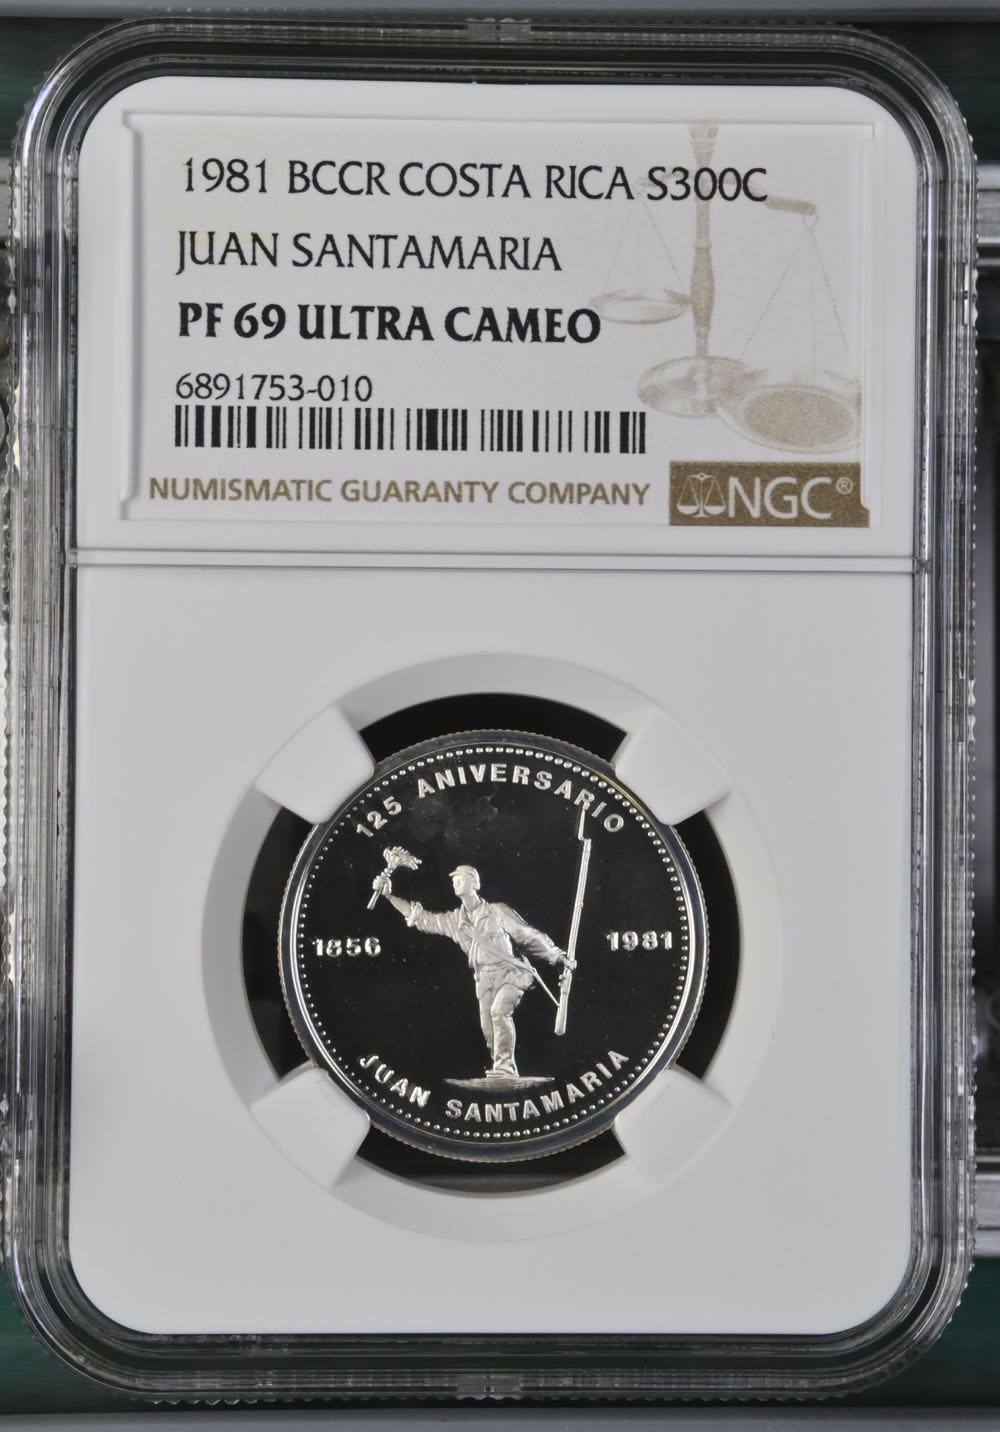 1981 BCCR COSTA RICA S300C
JUAN SANTAMARIA
PF 69 ULTRA CAMEO
6891753-010
NUMISMATIC GUARANTY COMPANY
NGC®
125 ANIVERSARIO
1856
1981
JUAN SANTAMARIA